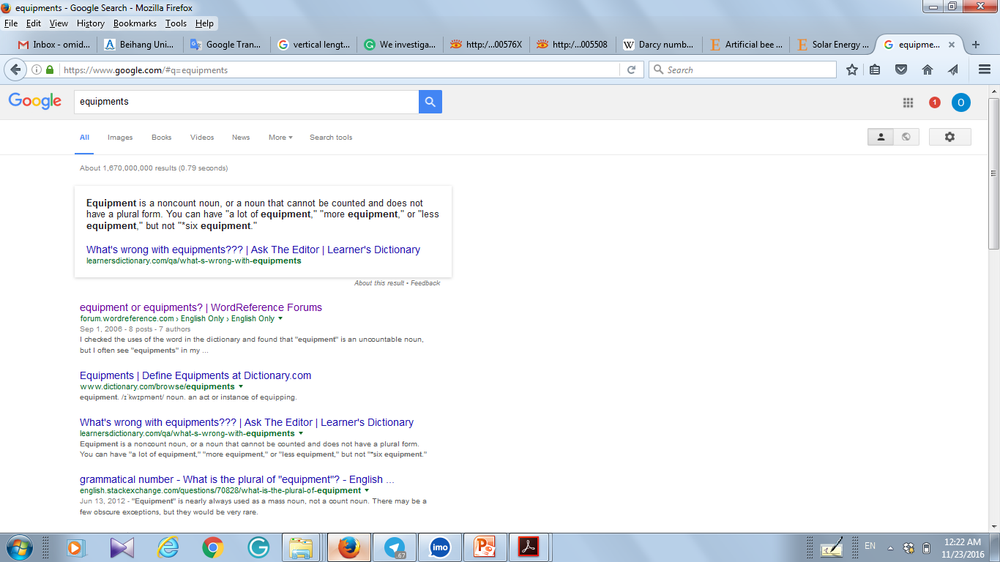 equipments - Google Search - Mozilla Firefox
File Edit View History Bookmarks Tools Help
Inbox - omid... Beihang Uni... Google Tran... vertical lengt... We investiga... http:/...00576X http:/...005508 Darcy numb... Artificial bee ... Solar Energy ... equipme...
https://www.google.com/#q=equipments Search
Google equipments 1 O
All Images Books Videos News More Search tools
About 1,670,000,000 results (0.79 seconds)
Equipment is a noncount noun, or a noun that cannot be counted and does not
have a plural form. You can have "a lot of equipment," "more equipment," or "less
equipment," but not "*six equipment."
What's wrong with equipments??? | Ask The Editor | Learner's Dictionary
learnersdictionary.com/qa/what-s-wrong-with-equipments
About this result • Feedback
equipment or equipments? | WordReference Forums
forum.wordreference.com › English Only › English Only
Sep 1, 2006 - 8 posts - 7 authors
I checked the uses of the word in the dictionary and found that "equipment" is an uncountable noun,
but I often see "equipments" in my ...
Equipments | Define Equipments at Dictionary.com
www.dictionary.com/browse/equipments
equipment. /ɪˈkwɪpmənt/ noun. an act or instance of equipping.
What's wrong with equipments??? | Ask The Editor | Learner's Dictionary
learnersdictionary.com/qa/what-s-wrong-with-equipments
Equipment is a noncount noun, or a noun that cannot be counted and does not have a plural form.
You can have "a lot of equipment," "more equipment," or "less equipment," but not "*six equipment."
grammatical number - What is the plural of "equipment"? - English ...
english.stackexchange.com/questions/70828/what-is-the-plural-of-equipment
Jun 13, 2012 - "Equipment" is nearly always used as a mass noun, not a count noun. There may be a
few obscure exceptions, but they would be very rare.
.67 imo EN 12:22 AM
11/23/2016